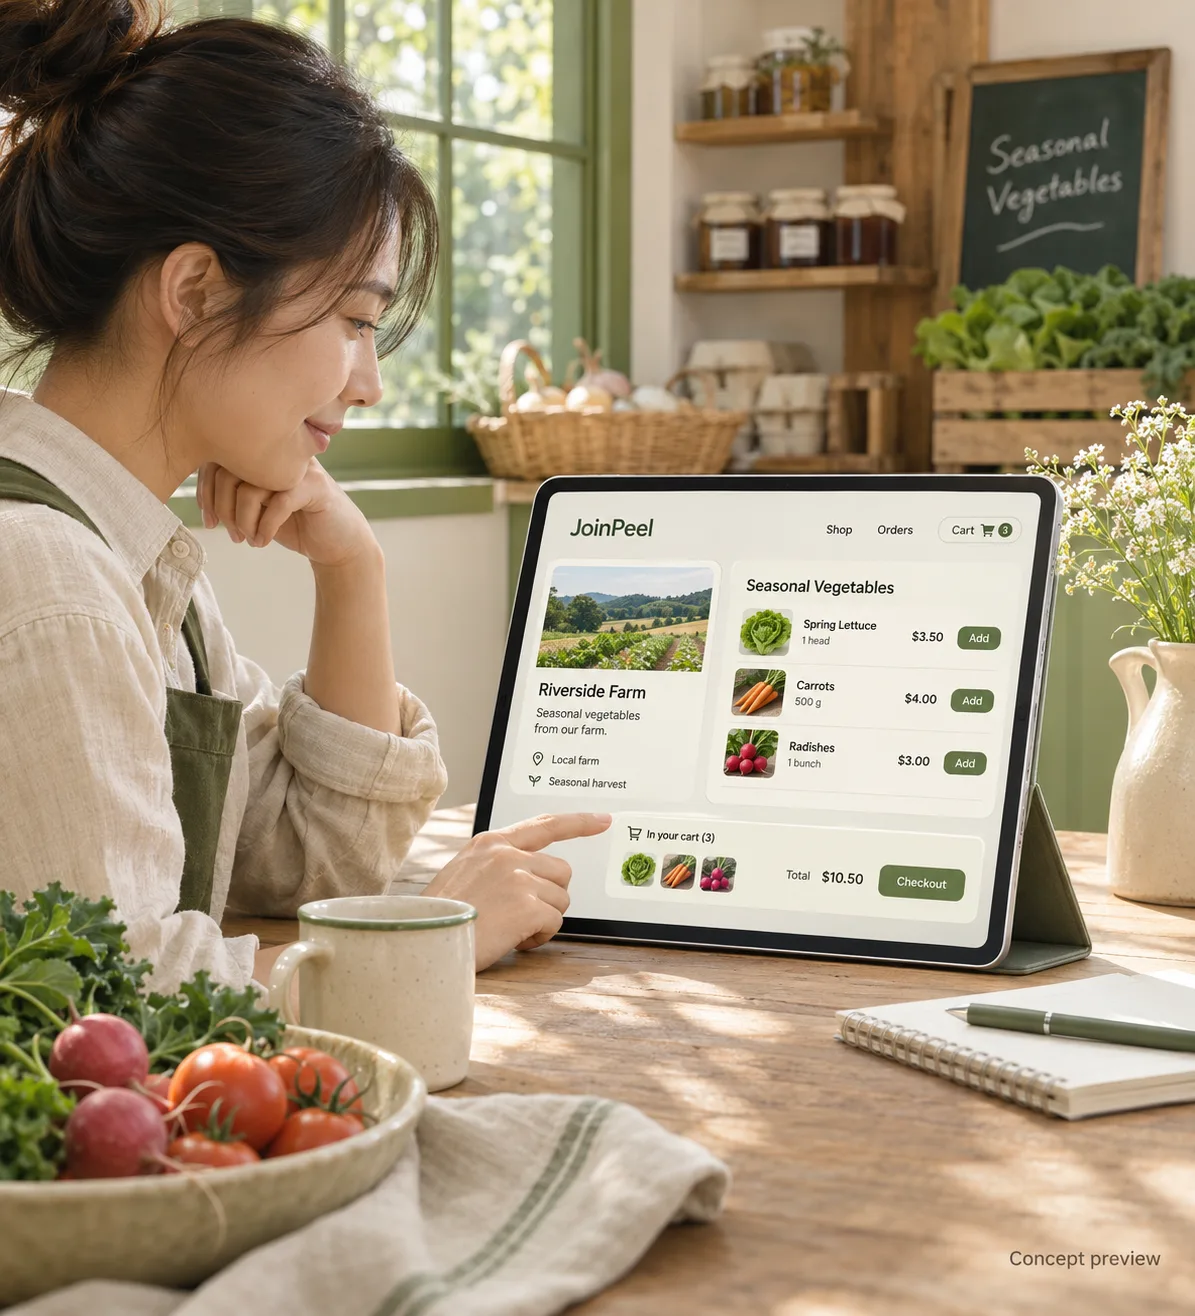 Seasonal
Vegetables
JoinPeel
Shop
Orders
Cart
3
Riverside Farm
Seasonal vegetables
from our farm.
Local farm
Seasonal harvest
Seasonal Vegetables
Spring Lettuce
1 head
$3.50
Add
Carrots
500 g
$4.00
Add
Radishes
1 bunch
$3.00
Add
In your cart (3)
Total
$10.50
Checkout
Concept preview